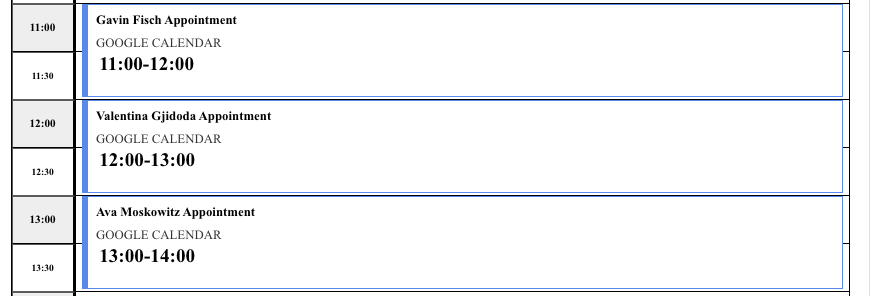 11:00
Gavin Fisch Appointment
GOOGLE CALENDAR
11:00-12:00
11:30
12:00
Valentina Gjidoda Appointment
GOOGLE CALENDAR
12:00-13:00
12:30
13:00
Ava Moskowitz Appointment
GOOGLE CALENDAR
13:00-14:00
13:30